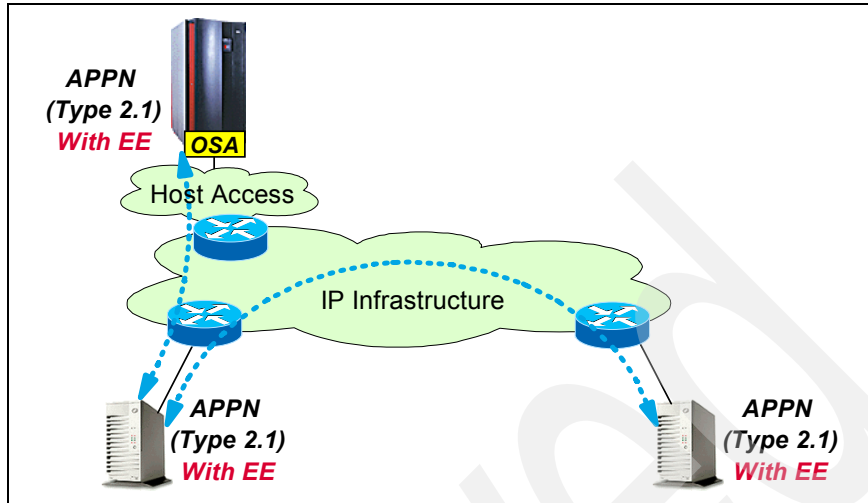 APPN
(Type 2.1)
With EE
OSA
Host Access
IP Infrastructure
APPN
(Type 2.1)
With EE
APPN
(Type 2.1)
With EE